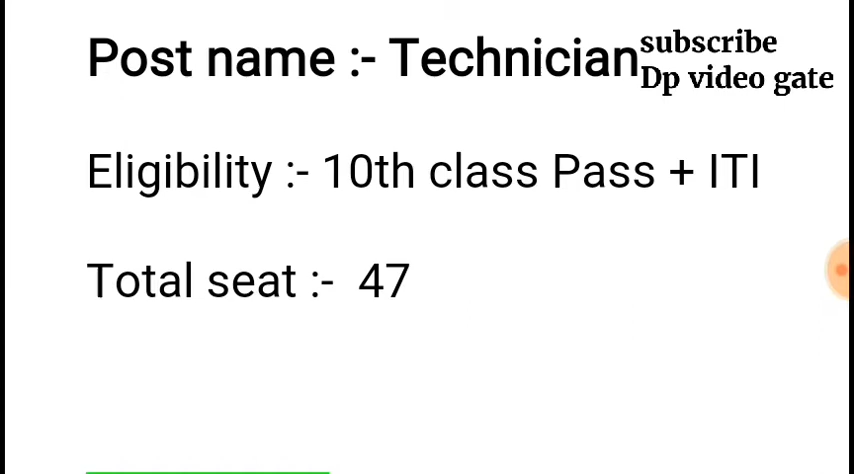 Post name :- Technician
subscribe
Dp video gate
Eligibility :- 10th class Pass + ITI
Total seat :- 47